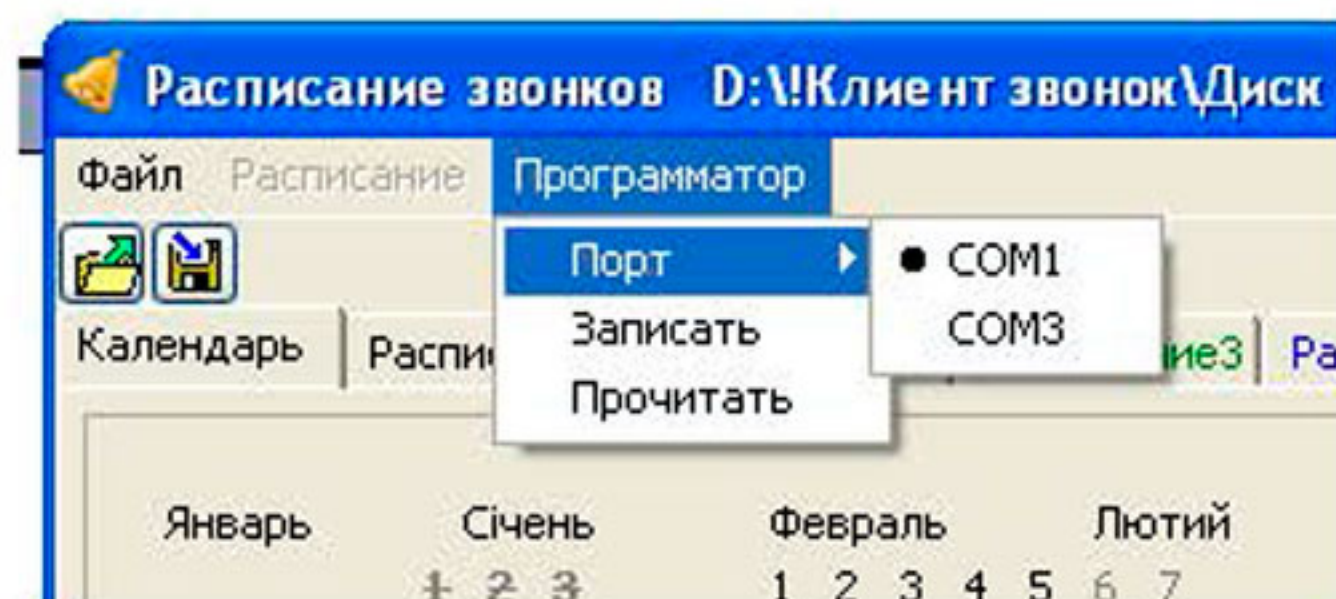 Расписание звонков D:\!Клиент звонок\Диск
Файл Расписание Программатор
Порт COM1
Записать COM3
Прочитать
Календарь
Январь Січень Февраль Лютий
1 2 3 1 2 3 4 5 6 7